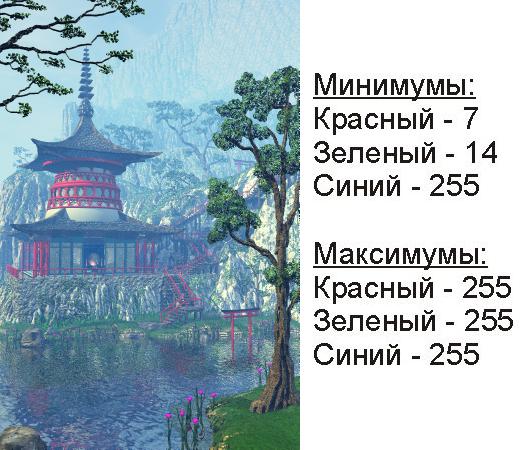 Минимумы:
Красный - 7
Зеленый - 14
Синий - 255
Максимумы:
Красный - 255
Зеленый - 255
Синий - 255